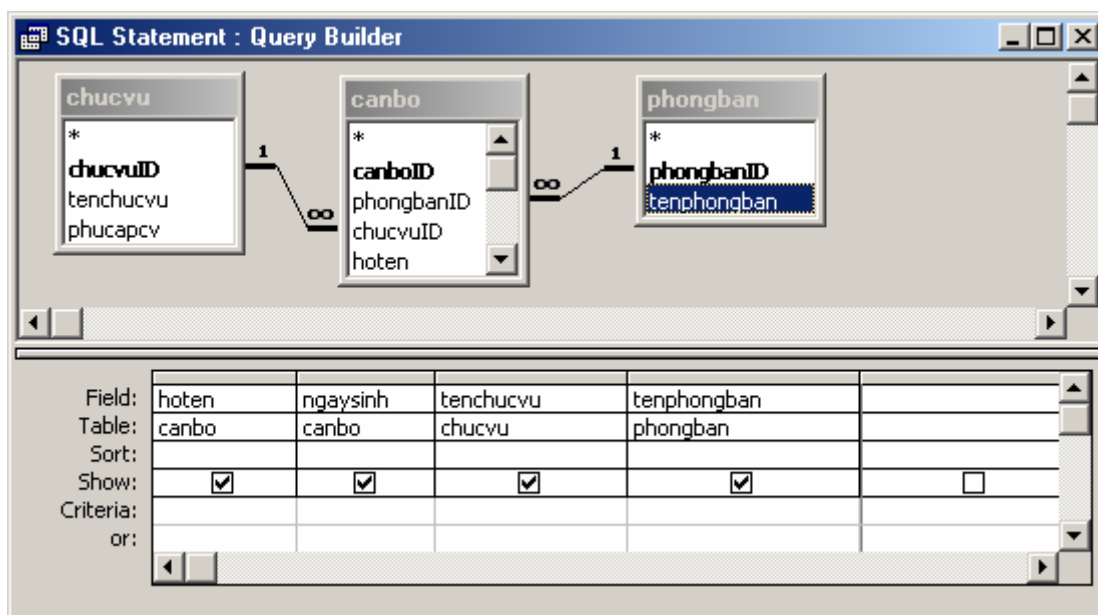 SQL Statement : Query Builder
chucvu
*
chucvuID
tenchucvu
phucapcv
1
∞
canbo
*
canboID
phongbanID
chucvuID
hoten
∞
1
phongban
*
phongbanID
tenphongban
Field: hoten ngaysinh tenchucvu tenphongban
Table: canbo canbo chucvu phongban
Sort:
Show:
Criteria:
or: